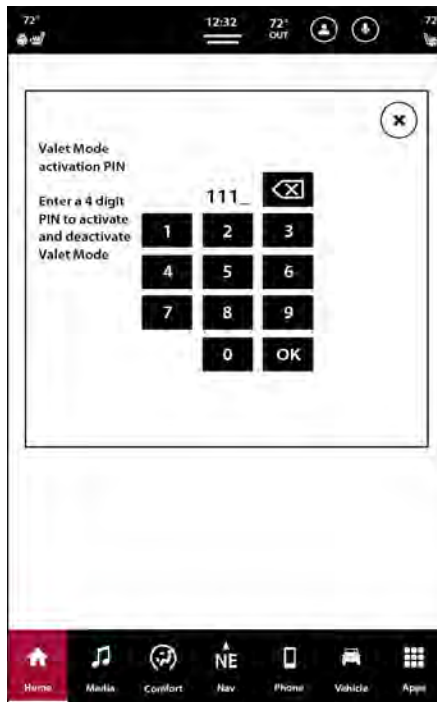 72°
12:32
72°
OUT
72
Valet Mode
activation PIN
Enter a 4 digit
PIN to activate
and deactivate
Valet Mode
111_
1 2 3
4 5 6
7 8 9
0 OK
NE
Home Media Comfort Nav Phone Vehicle Apps